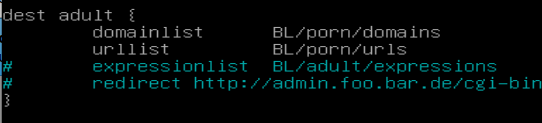 dest adult {
domainlist BL/porn/domains
urllist BL/porn/urls
# expressionlist BL/adult/expressions
# redirect http://admin.foo.bar.de/cgi-bin
}